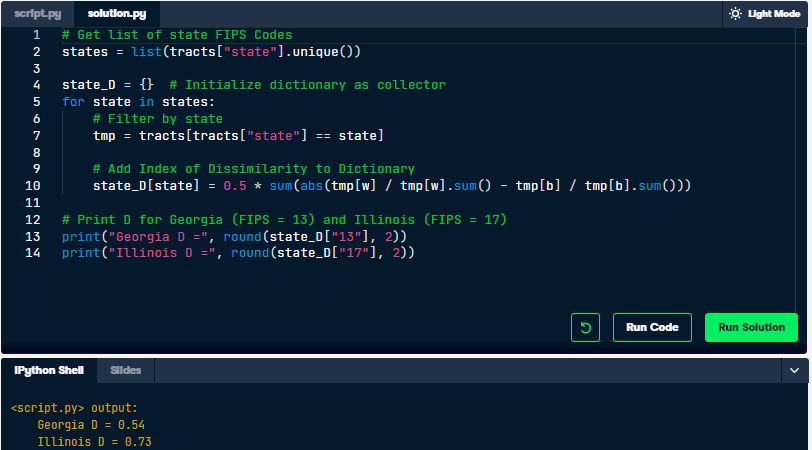 script.py solution.py Light Mode
1 # Get list of state FIPS Codes
2 states = list(tracts["state"].unique())
3
4 state_D = {}  # Initialize dictionary as collector
5 for state in states:
6     # Filter by state
7     tmp = tracts[tracts["state"] == state]
8
9     # Add Index of Dissimilarity to Dictionary
10     state_D[state] = 0.5 * sum(abs(tmp[w] / tmp[w].sum() - tmp[b] / tmp[b].sum()))
11
12 # Print D for Georgia (FIPS = 13) and Illinois (FIPS = 17)
13 print("Georgia D =", round(state_D["13"], 2))
14 print("Illinois D =", round(state_D["17"], 2))
Run Code Run Solution
IPython Shell Slides
<script.py> output:
    Georgia D = 0.54
    Illinois D = 0.73